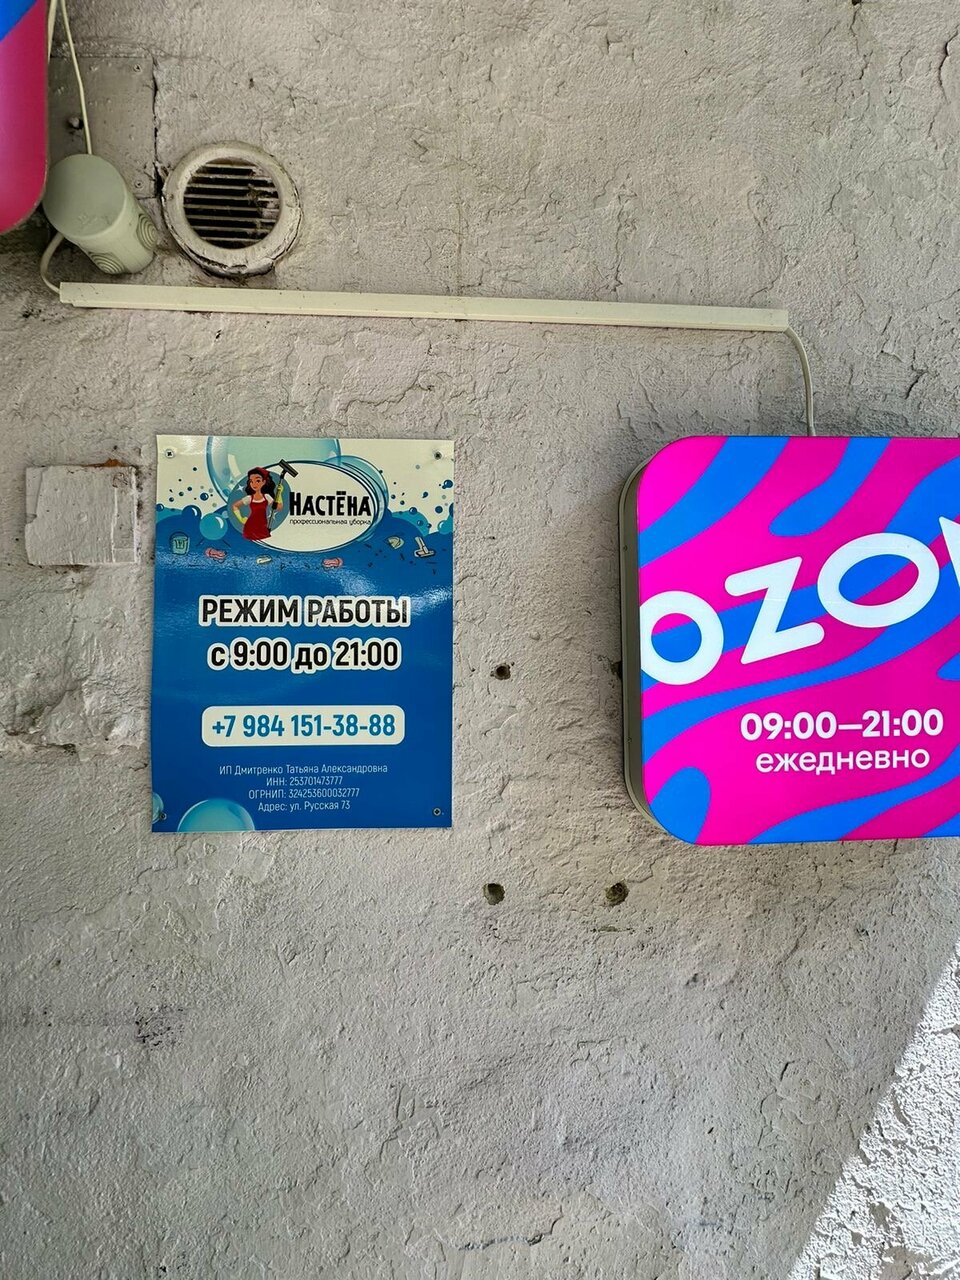 НАСТЁНА
профессиональная уборка
РЕЖИМ РАБОТЫ
с 9:00 до 21:00
+7 984 151-38-88
ИП Дмитренко Татьяна Александровна
ИНН: 253701473777
ОГРНИП: 324253600032777
Адрес: ул. Русская 73
OZON
09:00—21:00
ежедневно